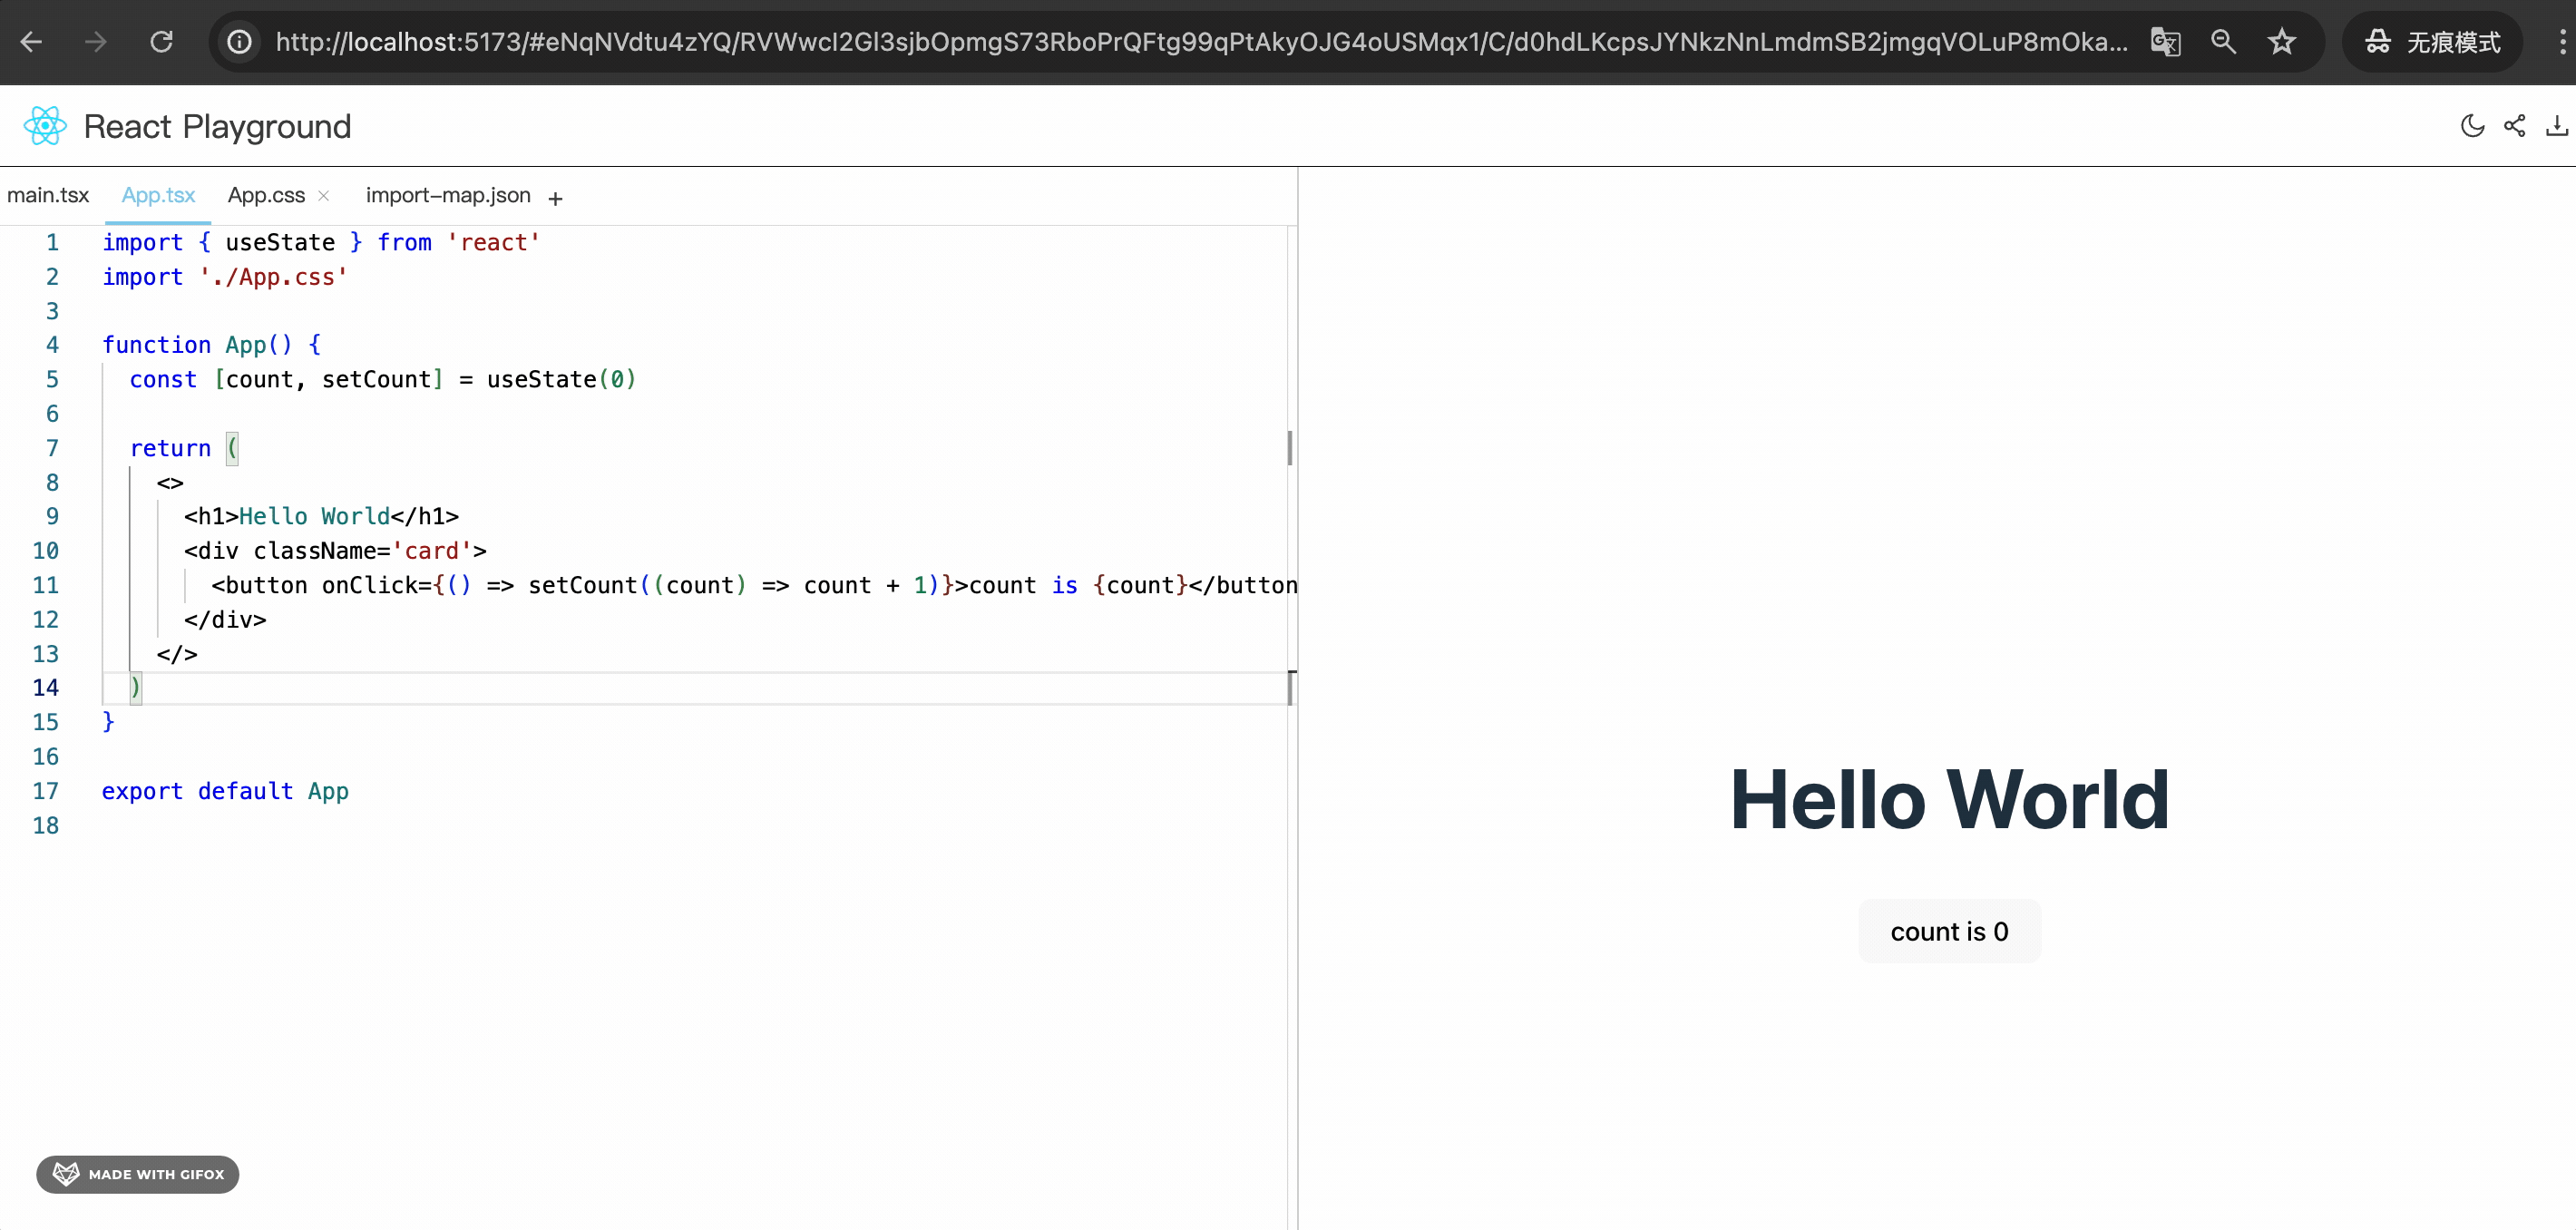 http://localhost:5173/#eNqNVdtu4zYQ/RVWwcI2Gl3sjbOpmgS73RboPrQFtg99qPtAkyOJG4oUSMqx1/C/d0hdLKcpsJYNkzNnLmdmSB2jmgqVOLuP8mOka...
无痕模式
React Playground
main.tsx App.tsx App.css × import-map.json +
1 import { useState } from 'react'
2 import './App.css'
3
4 function App() {
5 const [count, setCount] = useState(0)
6
7 return (
8 <>
9 <h1>Hello World</h1>
10 <div className='card'>
11 <button onClick={() => setCount((count) => count + 1)}>count is {count}</button
12 </div>
13 </>
14 )
15 }
16
17 export default App
18
Hello World
count is 0
MADE WITH GIFOX